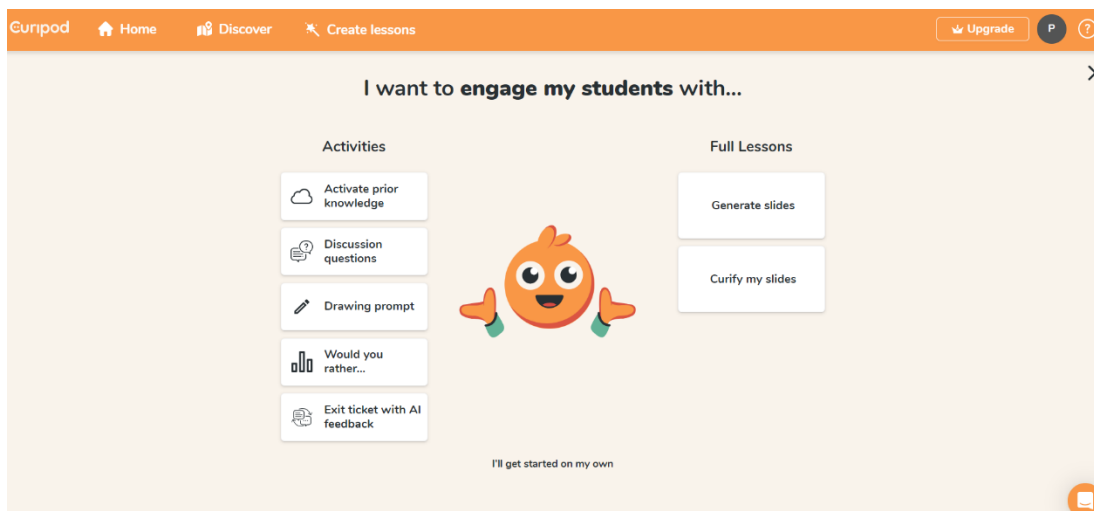 Curipod
Home
Discover
Create lessons
Upgrade
P
?
I want to engage my students with...
Activities
Full Lessons
Activate prior
knowledge
Discussion
questions
Drawing prompt
Would you
rather...
Exit ticket with AI
feedback
Generate slides
Curify my slides
I'll get started on my own